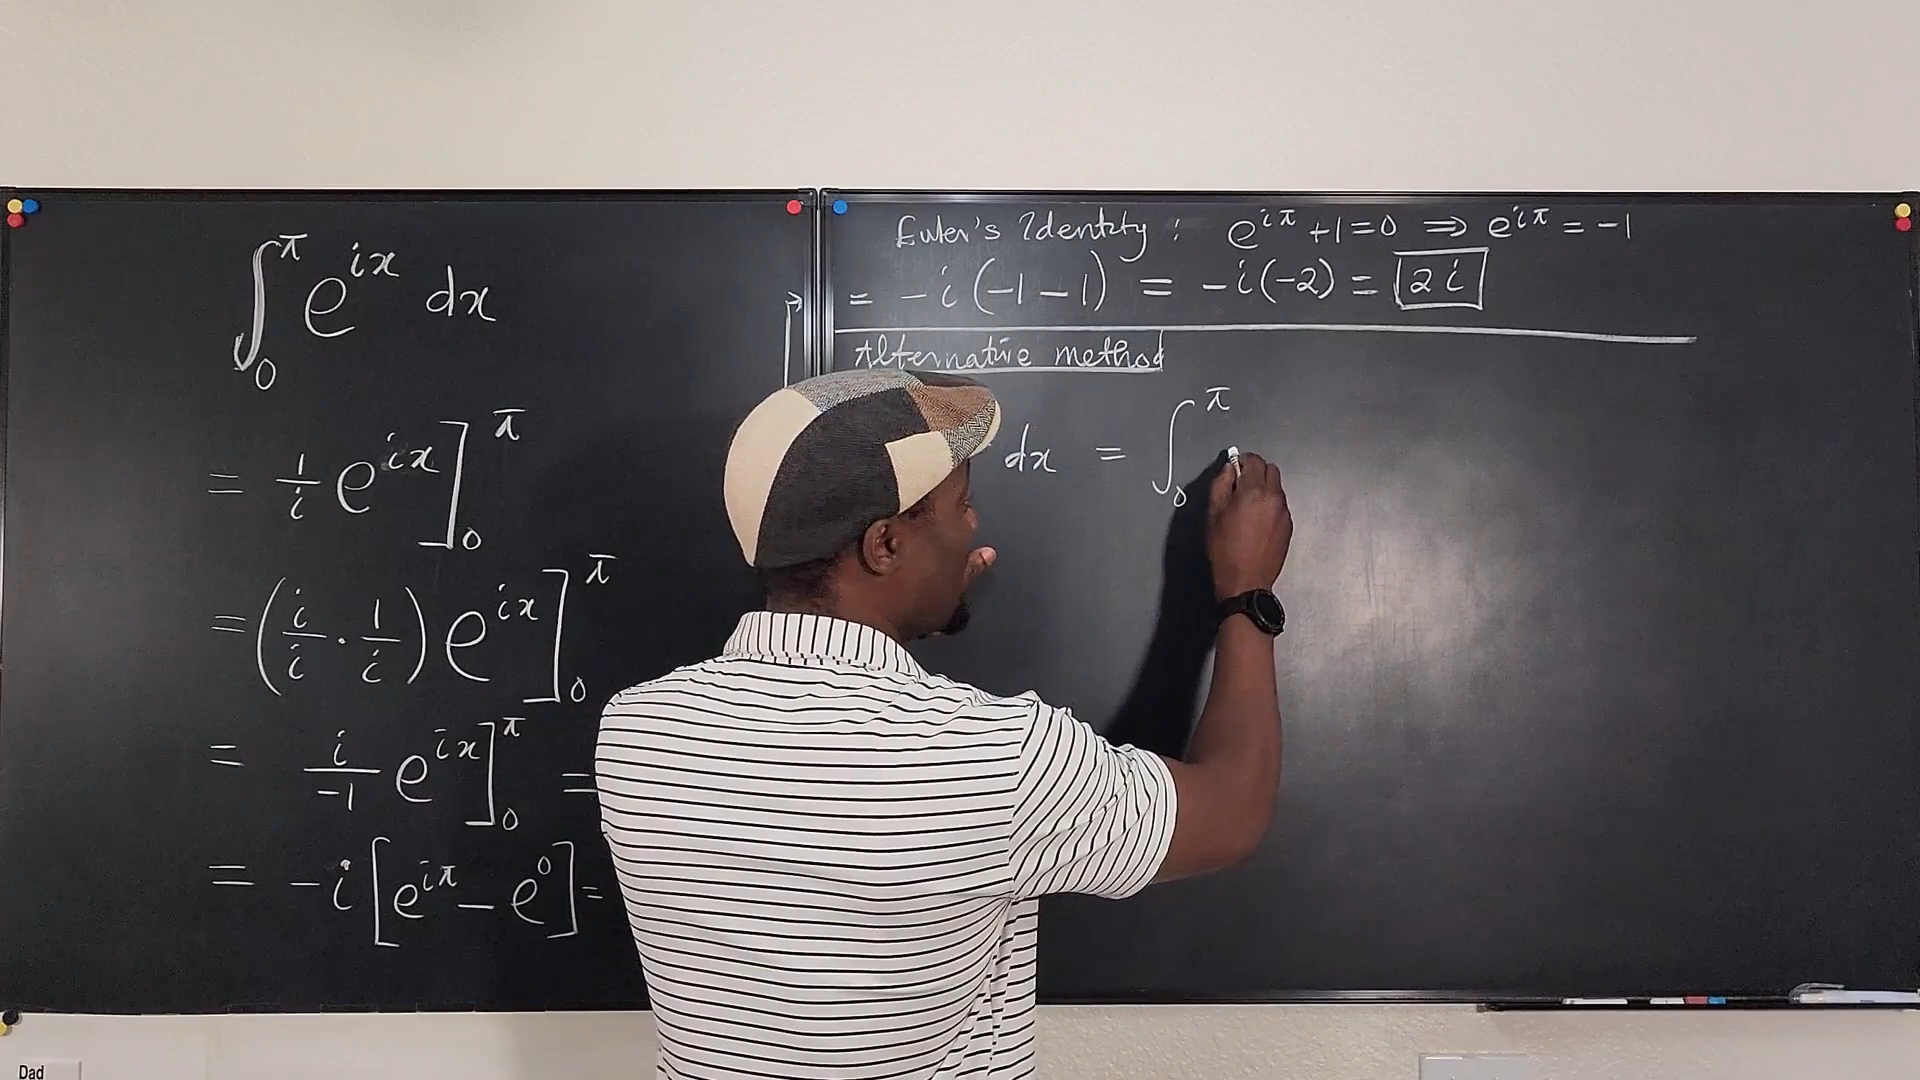 ∫₀^π e^{ix} dx
= 1/i e^{ix}]₀^π
= (i/i · 1/i) e^{ix}]₀^π
= i/-1 e^{ix}]₀^π =
= -i [e^{iπ} - e⁰] =
Euler's Identity : e^{iπ} + 1 = 0 ⇒ e^{iπ} = -1
= -i (-1 - 1) = -i (-2) = 2i
Alternative method
dx = ∫₀^π
Dad